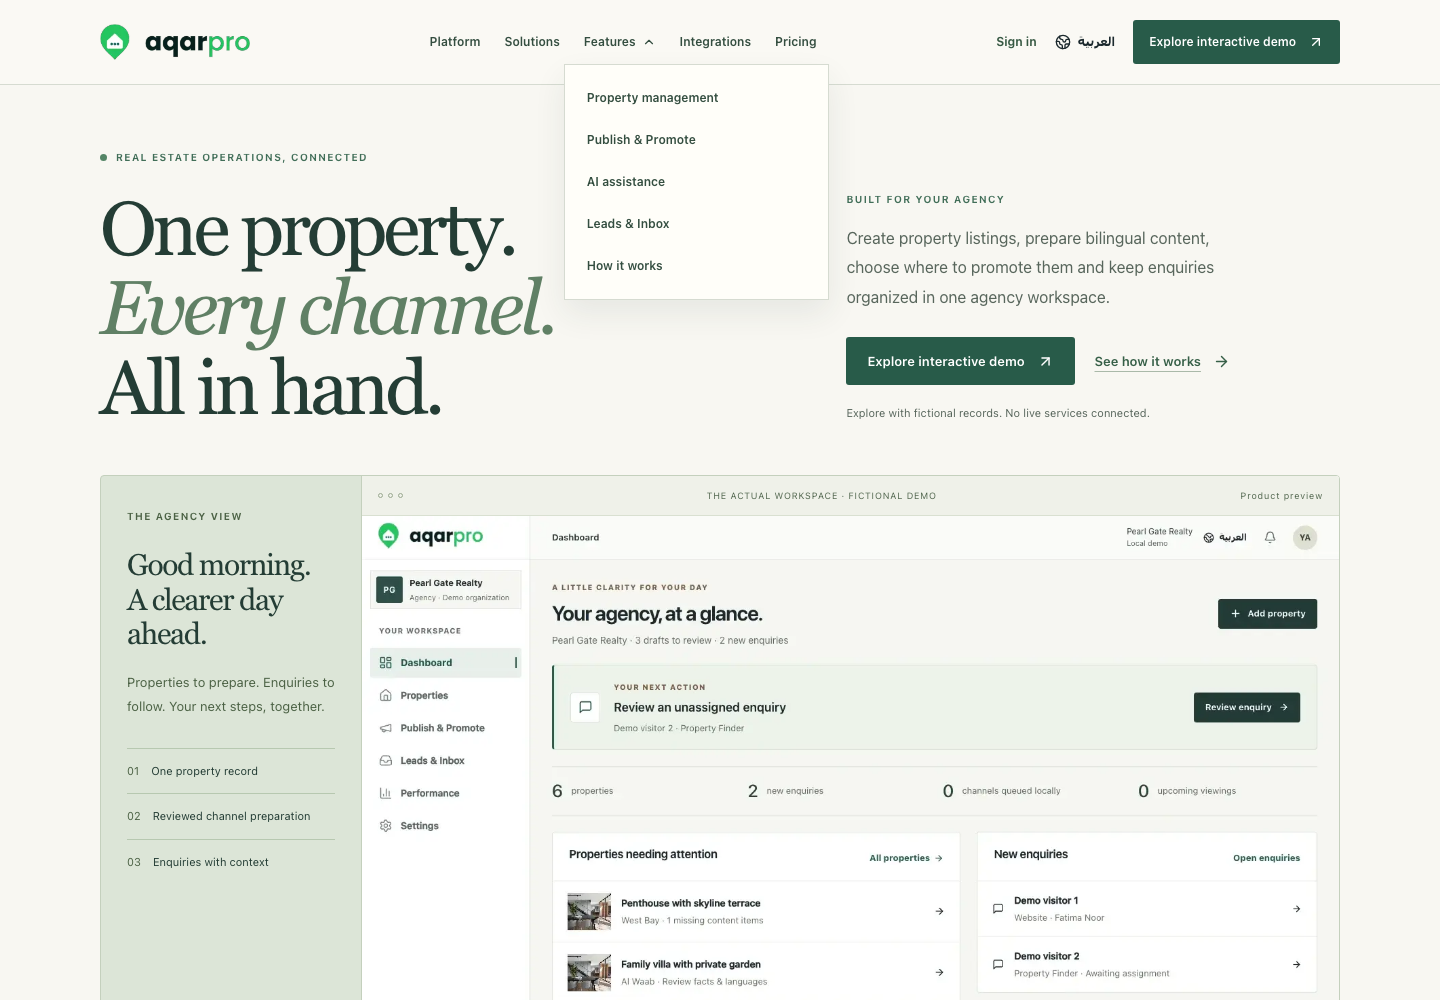 aqarpro
Platform
Solutions
Features
Integrations
Pricing
Sign in
العربية
Explore interactive demo
Property management
Publish & Promote
AI assistance
Leads & Inbox
How it works
REAL ESTATE OPERATIONS, CONNECTED
One property.
Every channel.
All in hand.
BUILT FOR YOUR AGENCY
Create property listings, prepare bilingual content,
choose where to promote them and keep enquiries
organized in one agency workspace.
Explore interactive demo
See how it works
Explore with fictional records. No live services connected.
THE AGENCY VIEW
Good morning.
A clearer day
ahead.
Properties to prepare. Enquiries to
follow. Your next steps, together.
01 One property record
02 Reviewed channel preparation
03 Enquiries with context
THE ACTUAL WORKSPACE · FICTIONAL DEMO
Product preview
aqarpro
Dashboard
Pearl Gate Realty
Local demo
العربية
YA
PG
Pearl Gate Realty
Agency · Demo organization
YOUR WORKSPACE
Dashboard
Properties
Publish & Promote
Leads & Inbox
Performance
Settings
A LITTLE CLARITY FOR YOUR DAY
Your agency, at a glance.
Pearl Gate Realty · 3 drafts to review · 2 new enquiries
Add property
YOUR NEXT ACTION
Review an unassigned enquiry
Demo visitor 2 · Property Finder
Review enquiry
6 properties
2 new enquiries
0 channels queued locally
0 upcoming viewings
Properties needing attention
All properties
Penthouse with skyline terrace
West Bay · 1 missing content items
Family villa with private garden
Al Waab · Review facts & languages
New enquiries
Open enquiries
Demo visitor 1
Website · Fatima Noor
Demo visitor 2
Property Finder · Awaiting assignment